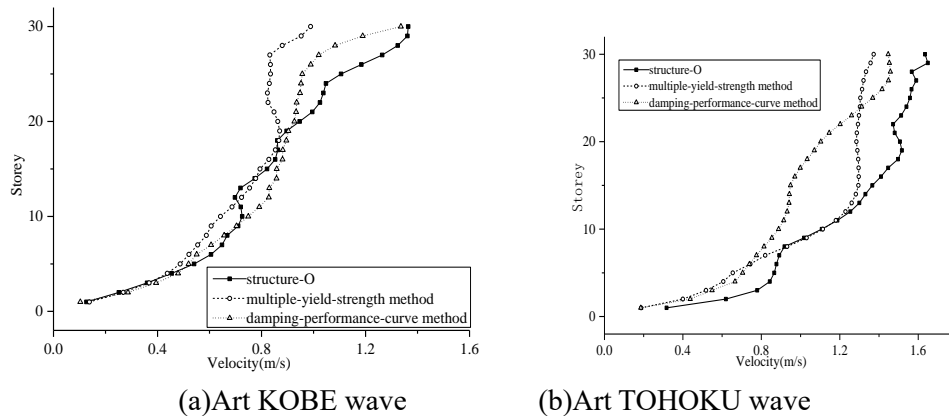 30
20
10
0
Storey
structure-O
multiple-yield-strength method
damping-performance-curve method
0.0 0.4 0.8 1.2 1.6
Velocity(m/s)
(a)Art KOBE wave
30
20
10
0
Storey
structure-O
multiple-yield-strength method
damping-performance-curve method
0.0 0.4 0.8 1.2 1.6
Velocity(m/s)
(b)Art TOHOKU wave